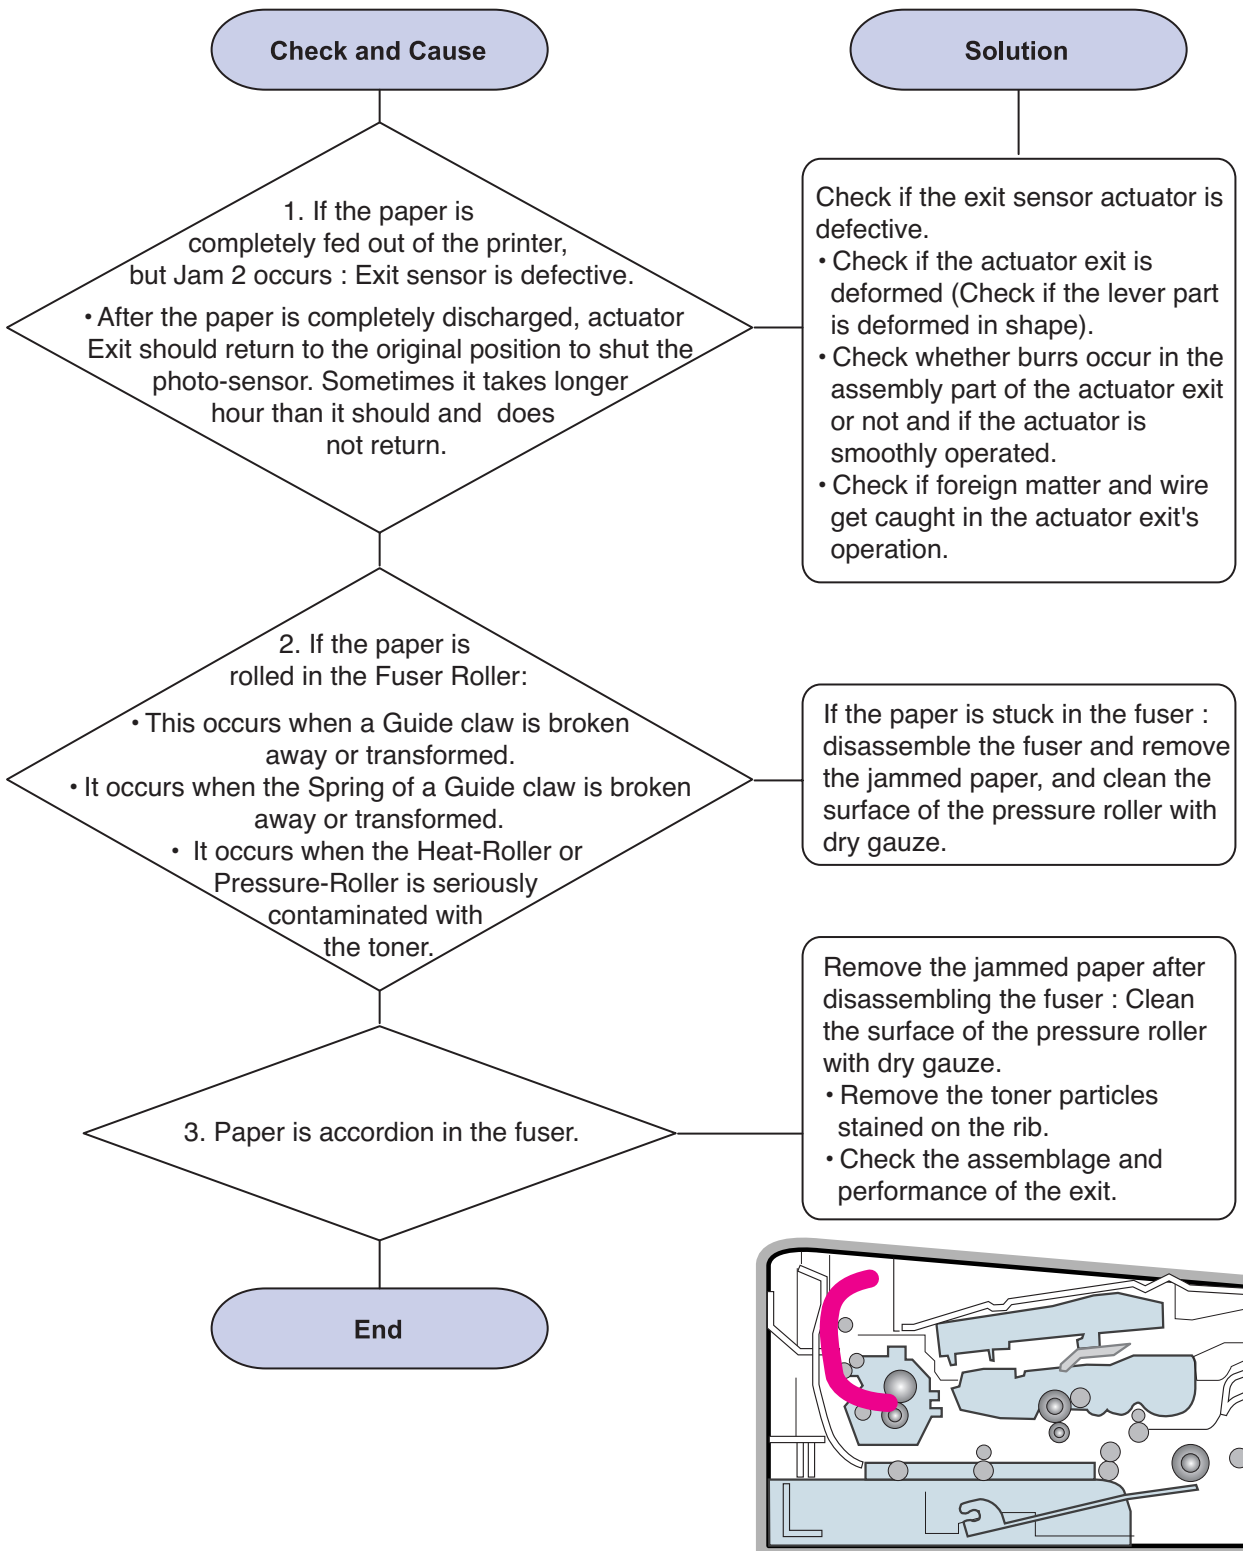 Check and Cause
Solution
1. If the paper is
completely fed out of the printer,
but Jam 2 occurs : Exit sensor is defective.
• After the paper is completely discharged, actuator
Exit should return to the original position to shut the
photo-sensor. Sometimes it takes longer
hour than it should and does
not return.
Check if the exit sensor actuator is
defective.
• Check if the actuator exit is
deformed (Check if the lever part
is deformed in shape).
• Check whether burrs occur in the
assembly part of the actuator exit
or not and if the actuator is
smoothly operated.
• Check if foreign matter and wire
get caught in the actuator exit's
operation.
2. If the paper is
rolled in the Fuser Roller:
• This occurs when a Guide claw is broken
away or transformed.
• It occurs when the Spring of a Guide claw is broken
away or transformed.
• It occurs when the Heat-Roller or
Pressure-Roller is seriously
contaminated with
the toner.
If the paper is stuck in the fuser :
disassemble the fuser and remove
the jammed paper, and clean the
surface of the pressure roller with
dry gauze.
3. Paper is accordion in the fuser.
Remove the jammed paper after
disassembling the fuser : Clean
the surface of the pressure roller
with dry gauze.
• Remove the toner particles
stained on the rib.
• Check the assemblage and
performance of the exit.
End